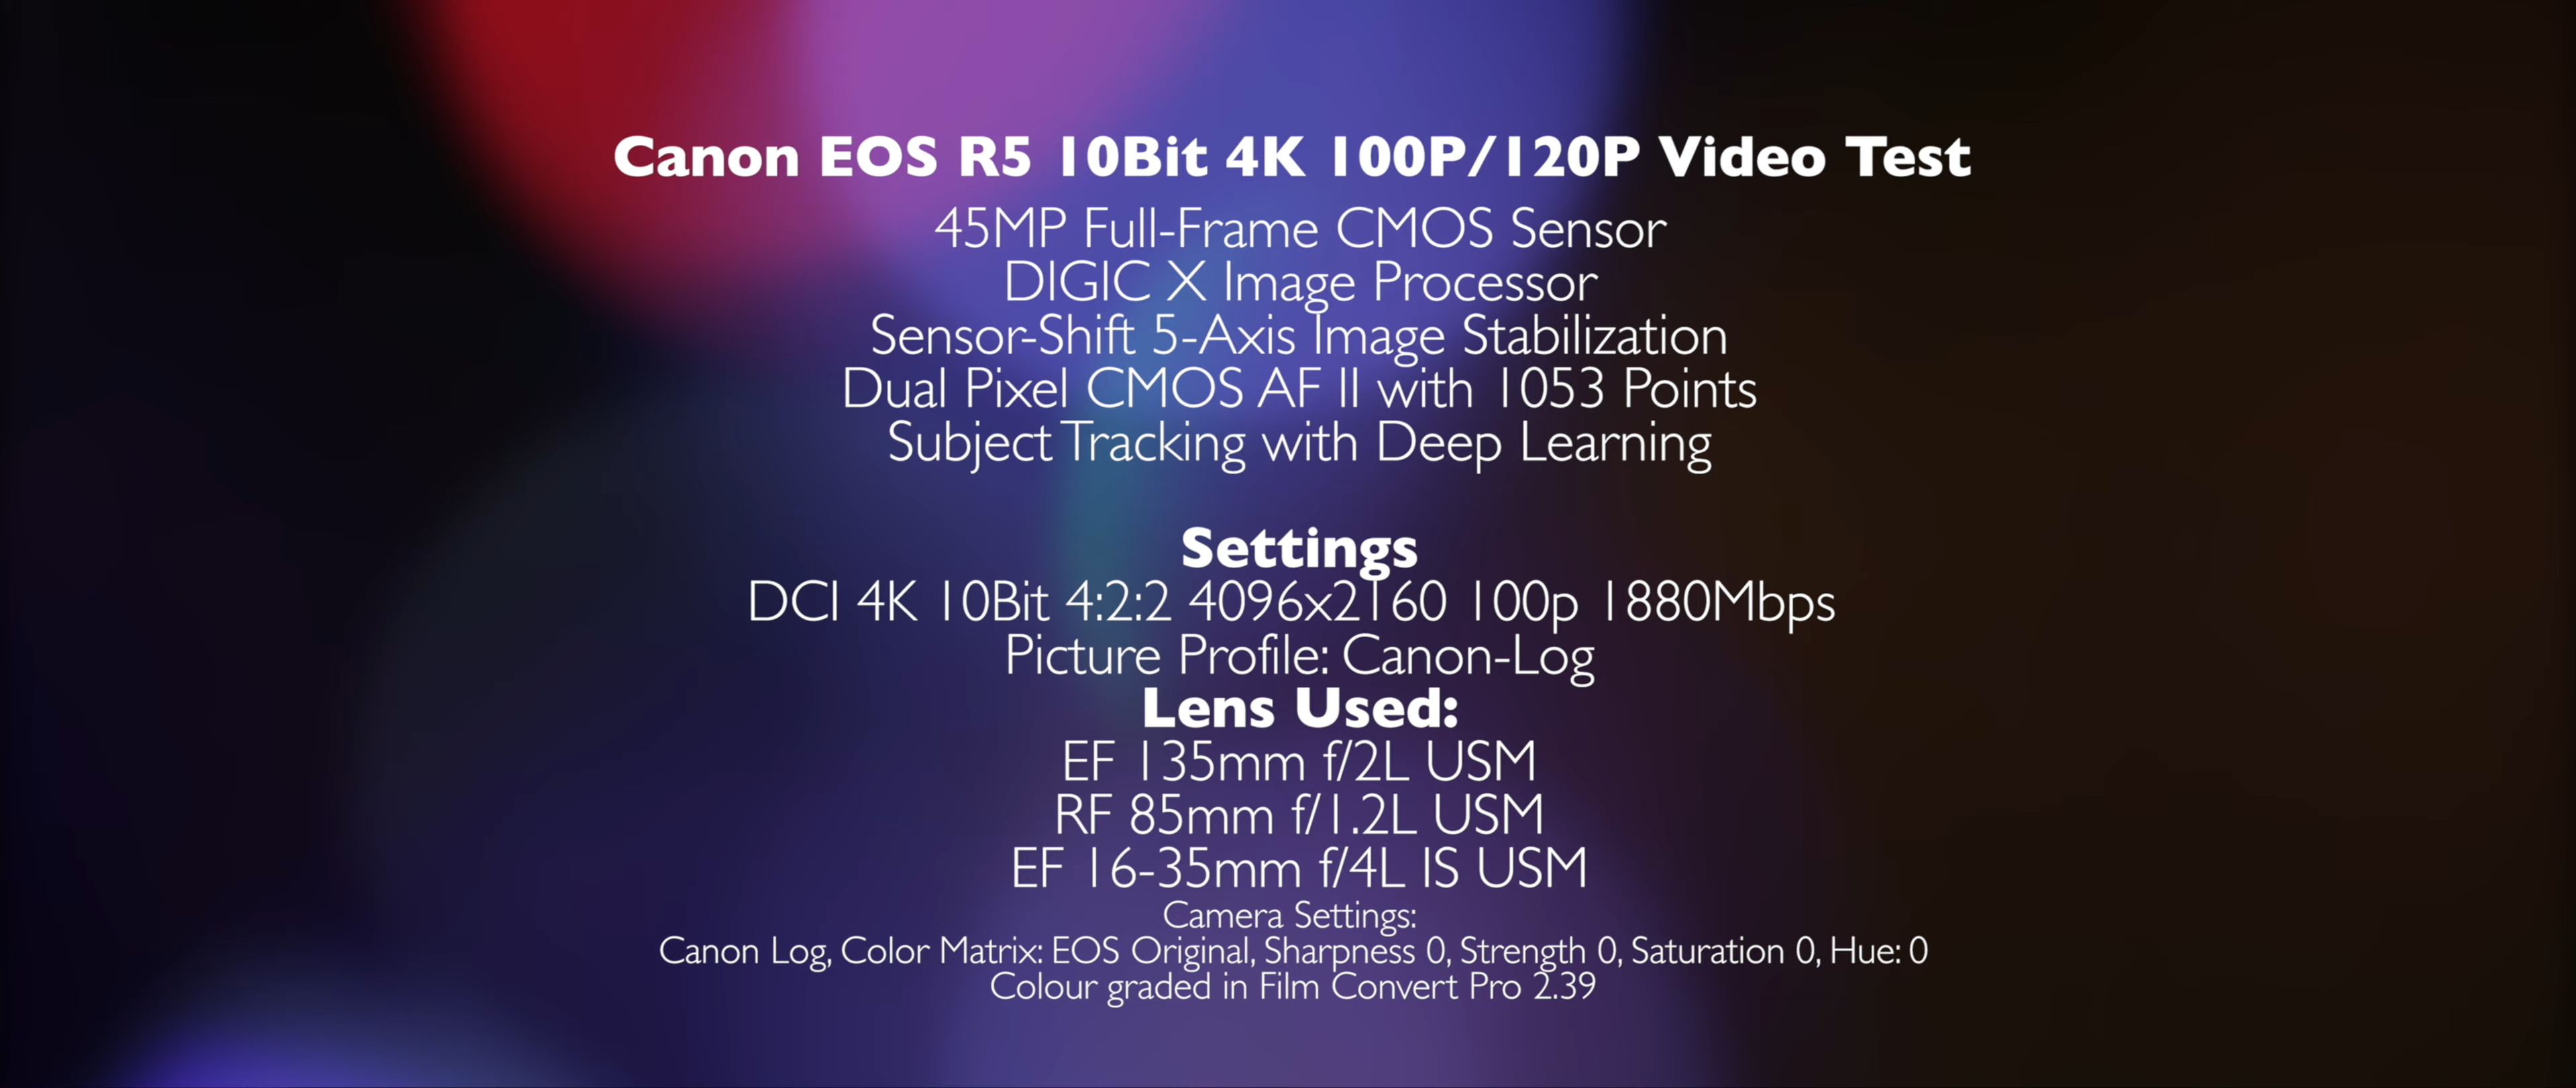 Canon EOS R5 10Bit 4K 100P/120P Video Test
45MP Full-Frame CMOS Sensor
DIGIC X Image Processor
Sensor-Shift 5-Axis Image Stabilization
Dual Pixel CMOS AF II with 1053 Points
Subject Tracking with Deep Learning
Settings
DCI 4K 10Bit 4:2:2 4096x2160 100p 1880Mbps
Picture Profile: Canon-Log
Lens Used:
EF 135mm f/2L USM
RF 85mm f/1.2L USM
EF 16-35mm f/4L IS USM
Camera Settings:
Canon Log, Color Matrix: EOS Original, Sharpness 0, Strength 0, Saturation 0, Hue: 0
Colour graded in Film Convert Pro 2.39